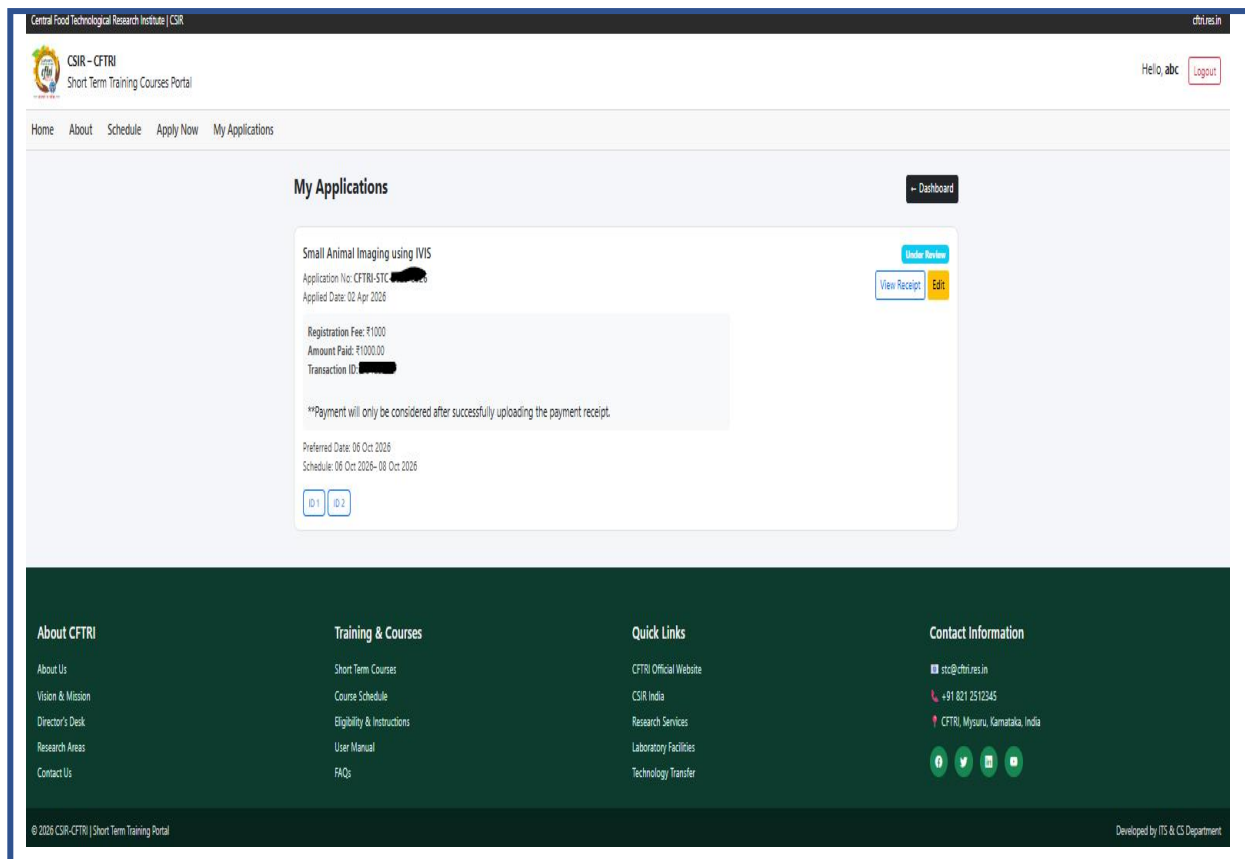 Central Food Technological Research Institute | CSIR
cftri.res.in
CSIR – CFTRI
Short Term Training Courses Portal
Hello, abc
Logout
Home About Schedule Apply Now My Applications
My Applications
← Dashboard
Small Animal Imaging using IVIS
Under Review
Application No: CFTRI-STC-
Applied Date: 02 Apr 2026
View Receipt
Edit
Registration Fee: ₹1000
Amount Paid: ₹1000.00
Transaction ID:
**Payment will only be considered after successfully uploading the payment receipt.
Preferred Date: 06 Oct 2026
Schedule: 06 Oct 2026– 08 Oct 2026
ID 1 ID 2
About CFTRI
About Us
Vision & Mission
Director's Desk
Research Areas
Contact Us
Training & Courses
Short Term Courses
Course Schedule
Eligibility & Instructions
User Manual
FAQs
Quick Links
CFTRI Official Website
CSIR India
Research Services
Laboratory Facilities
Technology Transfer
Contact Information
stc@cftri.res.in
+91 821 2512345
CFTRI, Mysuru, Karnataka, India
© 2026 CSIR-CFTRI | Short Term Training Portal
Developed by ITS & CS Department